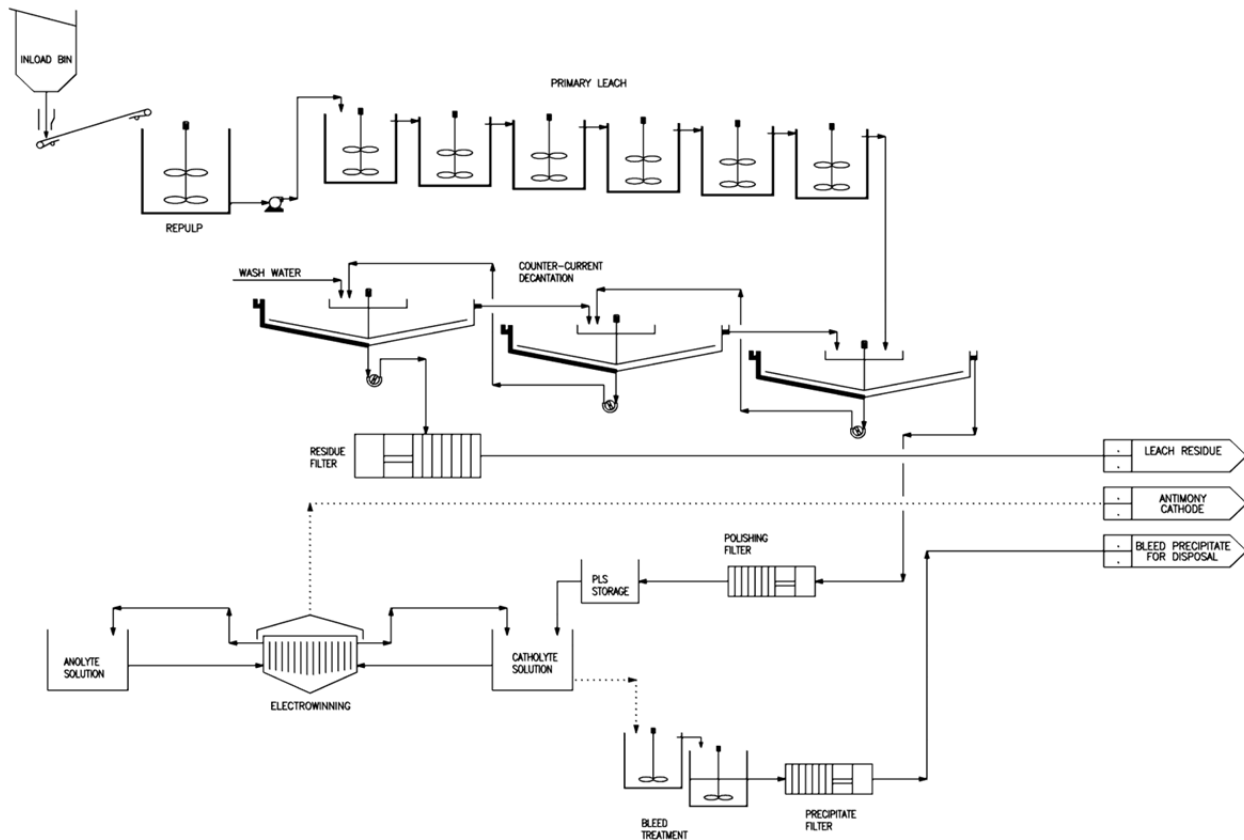 INLOAD BIN
PRIMARY LEACH
REPULP
WASH WATER
COUNTER-CURRENT
DECANTATION
RESIDUE
FILTER
LEACH RESIDUE
ANTIMONY
CATHODE
BLEED PRECIPITATE
FOR DISPOSAL
POLISHING
FILTER
PLS
STORAGE
ANOLYTE
SOLUTION
CATHOLYTE
SOLUTION
ELECTROWINNING
BLEED
TREATMENT
PRECIPITATE
FILTER